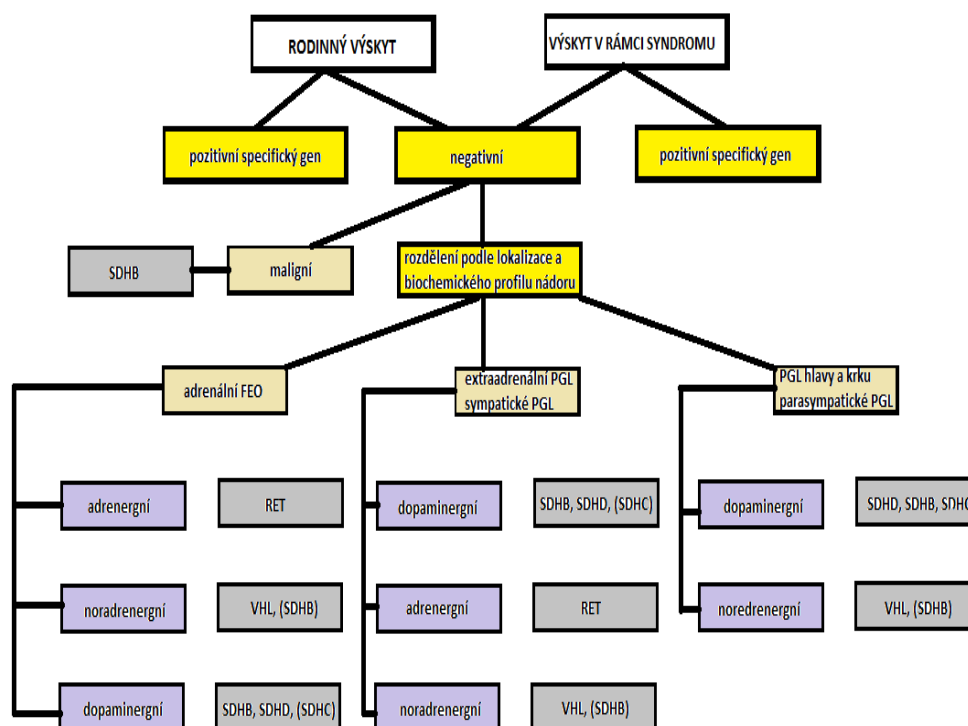 RODINNÝ VÝSKYT
VÝSKYT V RÁMCI SYNDROMU
pozitivní specifický gen
negativní
pozitivní specifický gen
SDHB
maligní
rozdělení podle lokalizace a
biochemického profilu nádoru
adrenální FEO
extraadrenální PGL
sympatické PGL
PGL hlavy a krku
parasympatické PGL
adrenergní
RET
dopaminergní
SDHB, SDHD, (SDHC)
dopaminergní
SDHD, SDHB, SDHC
noradrenergní
VHL, (SDHB)
adrenergní
RET
noredrenergní
VHL, (SDHB)
dopaminergní
SDHB, SDHD, (SDHC)
noradrenergní
VHL, (SDHB)